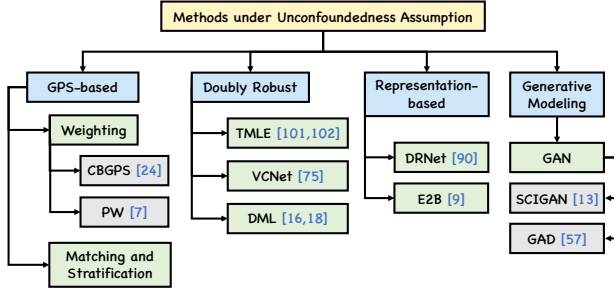 Methods under Unconfoundedness Assumption
GPS-based
Weighting
CBGPS [24]
PW [7]
Matching and
Stratification
Doubly Robust
TMLE [101,102]
VCNet [75]
DML [16,18]
Representation-
based
DRNet [90]
E2B [9]
Generative
Modeling
GAN
SCIGAN [13]
GAD [57]